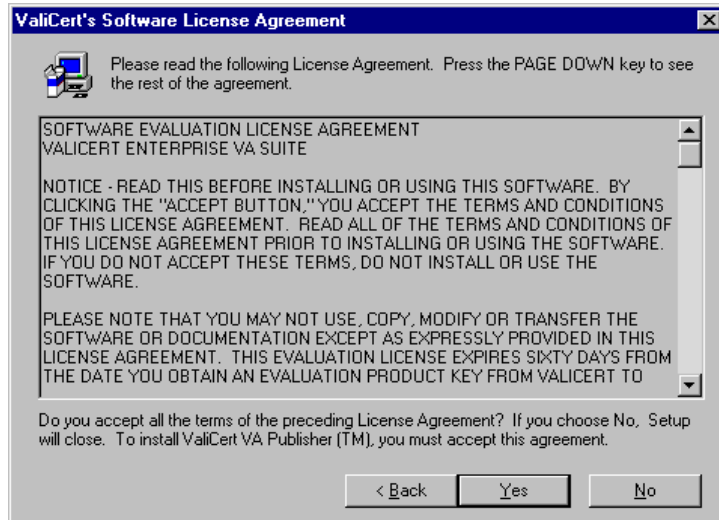 ValiCert's Software License Agreement
Please read the following License Agreement. Press the PAGE DOWN key to see
the rest of the agreement.
SOFTWARE EVALUATION LICENSE AGREEMENT
VALICERT ENTERPRISE VA SUITE
NOTICE - READ THIS BEFORE INSTALLING OR USING THIS SOFTWARE. BY
CLICKING THE "ACCEPT BUTTON," YOU ACCEPT THE TERMS AND CONDITIONS
OF THIS LICENSE AGREEMENT. READ ALL OF THE TERMS AND CONDITIONS OF
THIS LICENSE AGREEMENT PRIOR TO INSTALLING OR USING THE SOFTWARE.
IF YOU DO NOT ACCEPT THESE TERMS, DO NOT INSTALL OR USE THE
SOFTWARE.
PLEASE NOTE THAT YOU MAY NOT USE, COPY, MODIFY OR TRANSFER THE
SOFTWARE OR DOCUMENTATION EXCEPT AS EXPRESSLY PROVIDED IN THIS
LICENSE AGREEMENT. THIS EVALUATION LICENSE EXPIRES SIXTY DAYS FROM
THE DATE YOU OBTAIN AN EVALUATION PRODUCT KEY FROM VALICERT TO
Do you accept all the terms of the preceding License Agreement? If you choose No, Setup
will close. To install ValiCert VA Publisher (TM), you must accept this agreement.
< Back Yes No